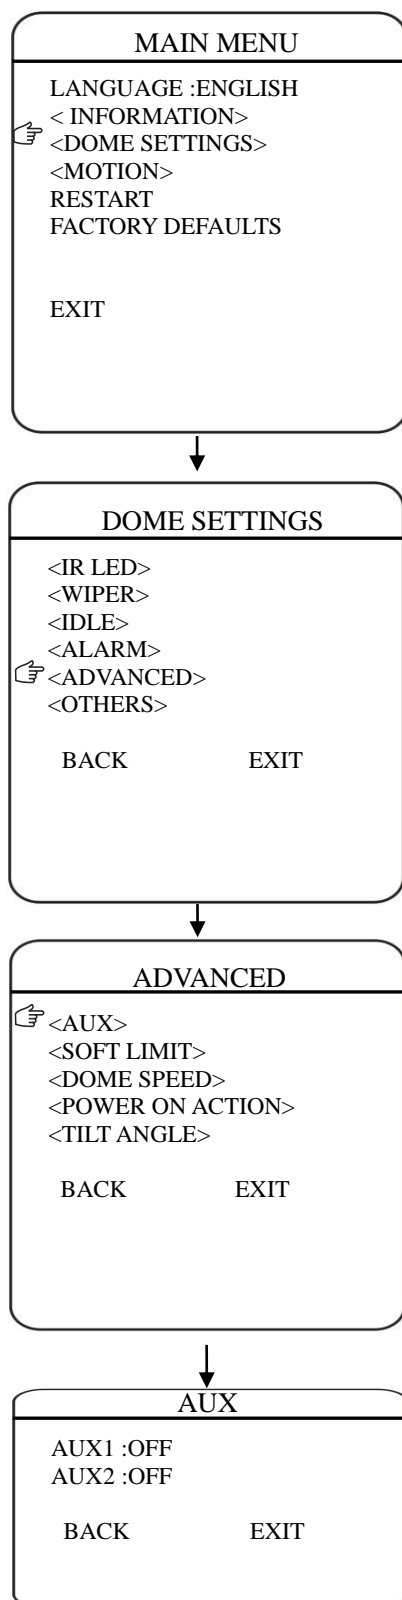 MAIN MENU
LANGUAGE :ENGLISH
< INFORMATION>
<DOME SETTINGS>
<MOTION>
RESTART
FACTORY DEFAULTS
EXIT
DOME SETTINGS
<IR LED>
<WIPER>
<IDLE>
<ALARM>
<ADVANCED>
<OTHERS>
BACK EXIT
ADVANCED
<AUX>
<SOFT LIMIT>
<DOME SPEED>
<POWER ON ACTION>
<TILT ANGLE>
BACK EXIT
AUX
AUX1 :OFF
AUX2 :OFF
BACK EXIT